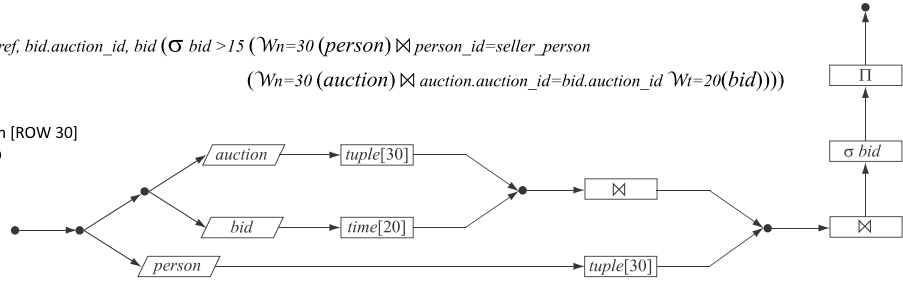 ref, bid.auction_id, bid (σ bid >15 (Wn=30 (person) ⋈ person_id=seller_person
(Wn=30 (auction) ⋈ auction.auction_id=bid.auction_id Wt=20(bid))))
[ROW 30]
Π
σ bid
auction
tuple[30]
⋈
bid
time[20]
⋈
person
tuple[30]